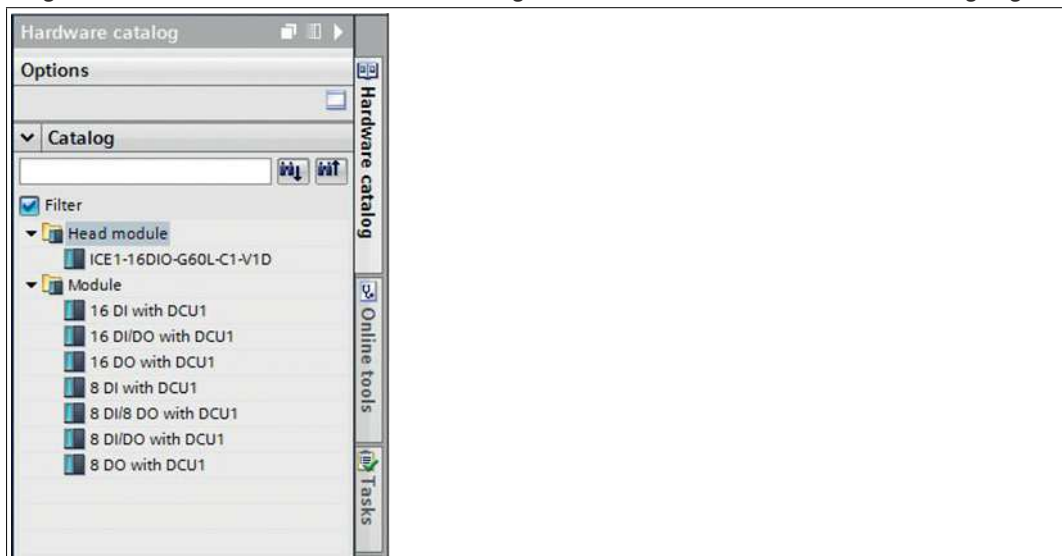 Hardware catalog
Options
Catalog
Filter
Head module
ICE1-16DIO-G60L-C1-V1D
Module
16 DI with DCU1
16 DI/DO with DCU1
16 DO with DCU1
8 DI with DCU1
8 DI/8 DO with DCU1
8 DI/DO with DCU1
8 DO with DCU1
Hardware catalog
Online tools
Tasks